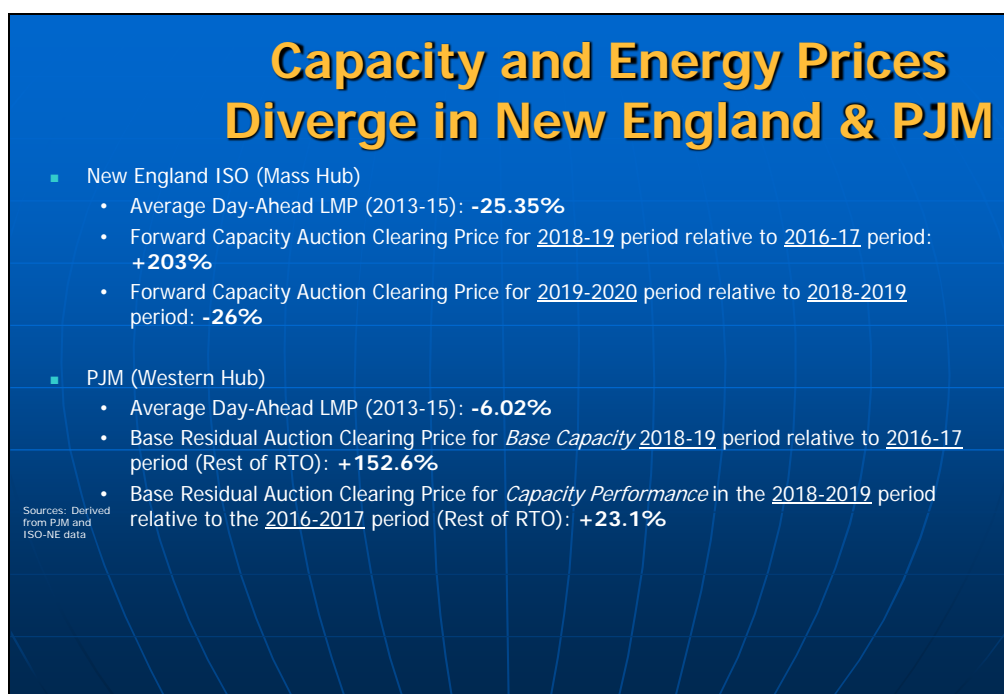 Capacity and Energy Prices
Diverge in New England & PJM
■ New England ISO (Mass Hub)
• Average Day-Ahead LMP (2013-15): -25.35%
• Forward Capacity Auction Clearing Price for 2018-19 period relative to 2016-17 period:
+203%
• Forward Capacity Auction Clearing Price for 2019-2020 period relative to 2018-2019
period: -26%
■ PJM (Western Hub)
• Average Day-Ahead LMP (2013-15): -6.02%
• Base Residual Auction Clearing Price for Base Capacity 2018-19 period relative to 2016-17
period (Rest of RTO): +152.6%
• Base Residual Auction Clearing Price for Capacity Performance in the 2018-2019 period
relative to the 2016-2017 period (Rest of RTO): +23.1%
Sources: Derived
from PJM and
ISO-NE data